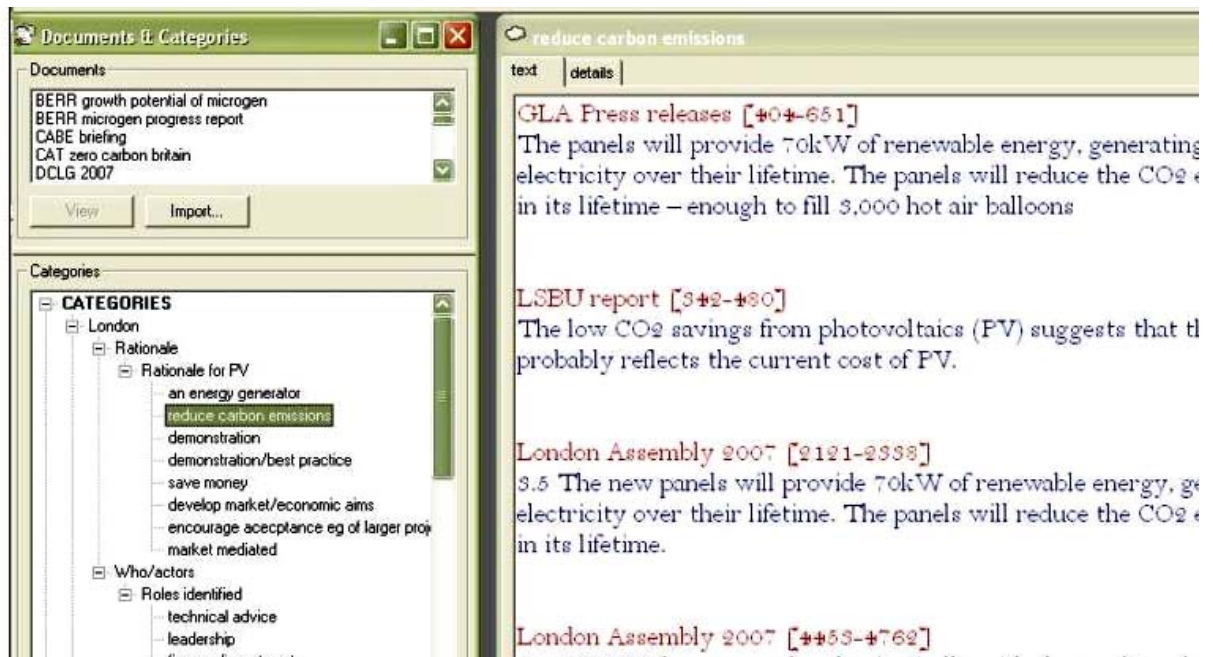 Documents & Categories
Documents
BERR growth potential of microgen
BERR microgen progress report
CABE briefing
CAT zero carbon britain
DCLG 2007
View
Import...
Categories
CATEGORIES
London
Rationale
Rationale for PV
an energy generator
reduce carbon emissions
demonstration
demonstration/best practice
save money
develop market/economic aims
encourage acecptance eg of larger proj
market mediated
Who/actors
Roles identified
technical advice
leadership
reduce carbon emissions
text
details
GLA Press releases [404-651]
The panels will provide 70kW of renewable energy, generating
electricity over their lifetime. The panels will reduce the CO2
in its lifetime – enough to fill 3,000 hot air balloons
LSBU report [342-480]
The low CO2 savings from photovoltaics (PV) suggests that
probably reflects the current cost of PV.
London Assembly 2007 [2121-2338]
3.5 The new panels will provide 70kW of renewable energy,
electricity over their lifetime. The panels will reduce the CO2
in its lifetime.
London Assembly 2007 [4453-4762]